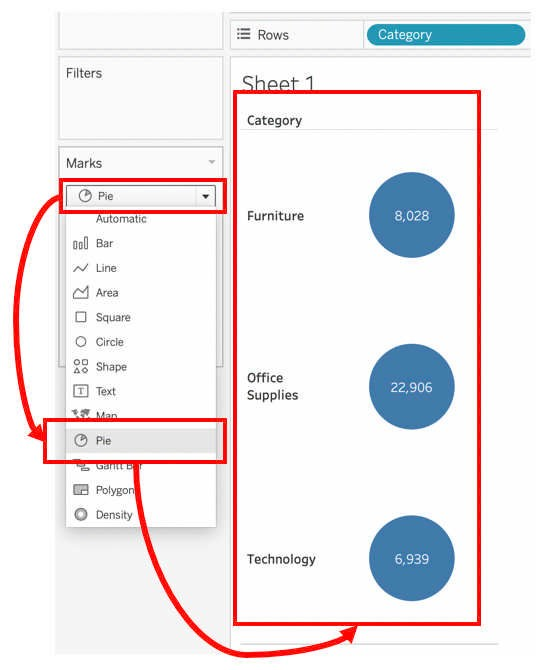 Rows
Category
Filters
Sheet 1
Category
Marks
Pie
Automatic
Bar
Line
Area
Square
Circle
Shape
Text
Map
Pie
Gantt Bar
Polygon
Density
Furniture
8,028
Office
Supplies
22,906
Technology
6,939